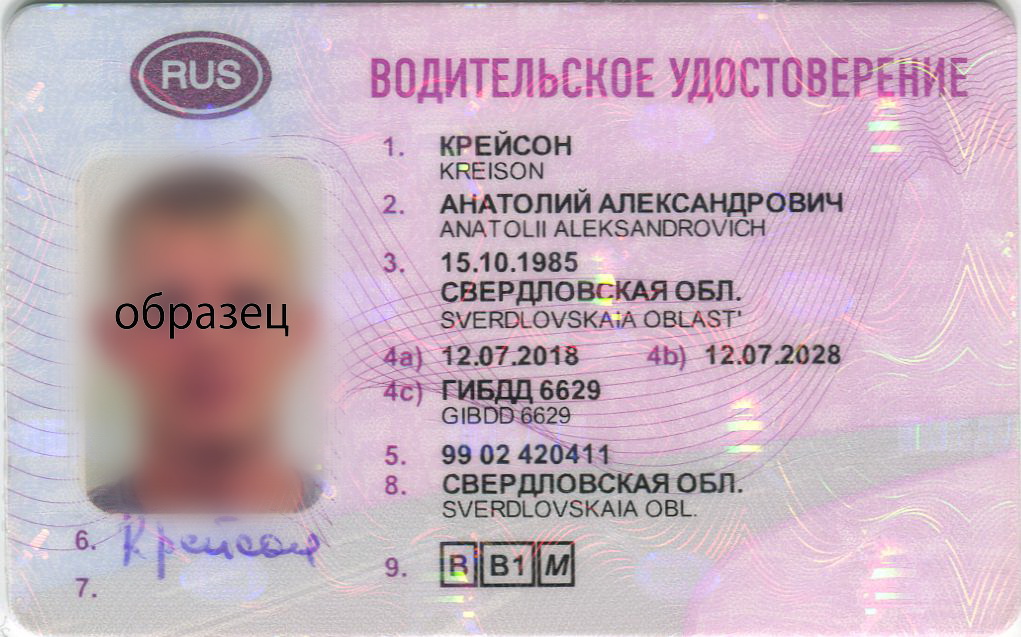 RUS
ВОДИТЕЛЬСКОЕ УДОСТОВЕРЕНИЕ
1. КРЕЙСОН
KREISON
2. АНАТОЛИЙ АЛЕКСАНДРОВИЧ
ANATOLII ALEKSANDROVICH
3. 15.10.1985
СВЕРДЛОВСКАЯ ОБЛ.
SVERDLOVSKAIA OBLAST'
образец
4a) 12.07.2018 4b) 12.07.2028
4c) ГИБДД 6629
GIBDD 6629
5. 99 02 420411
8. СВЕРДЛОВСКАЯ ОБЛ.
SVERDLOVSKAIA OBL.
6. Крейсон
7.
9. B B1 M